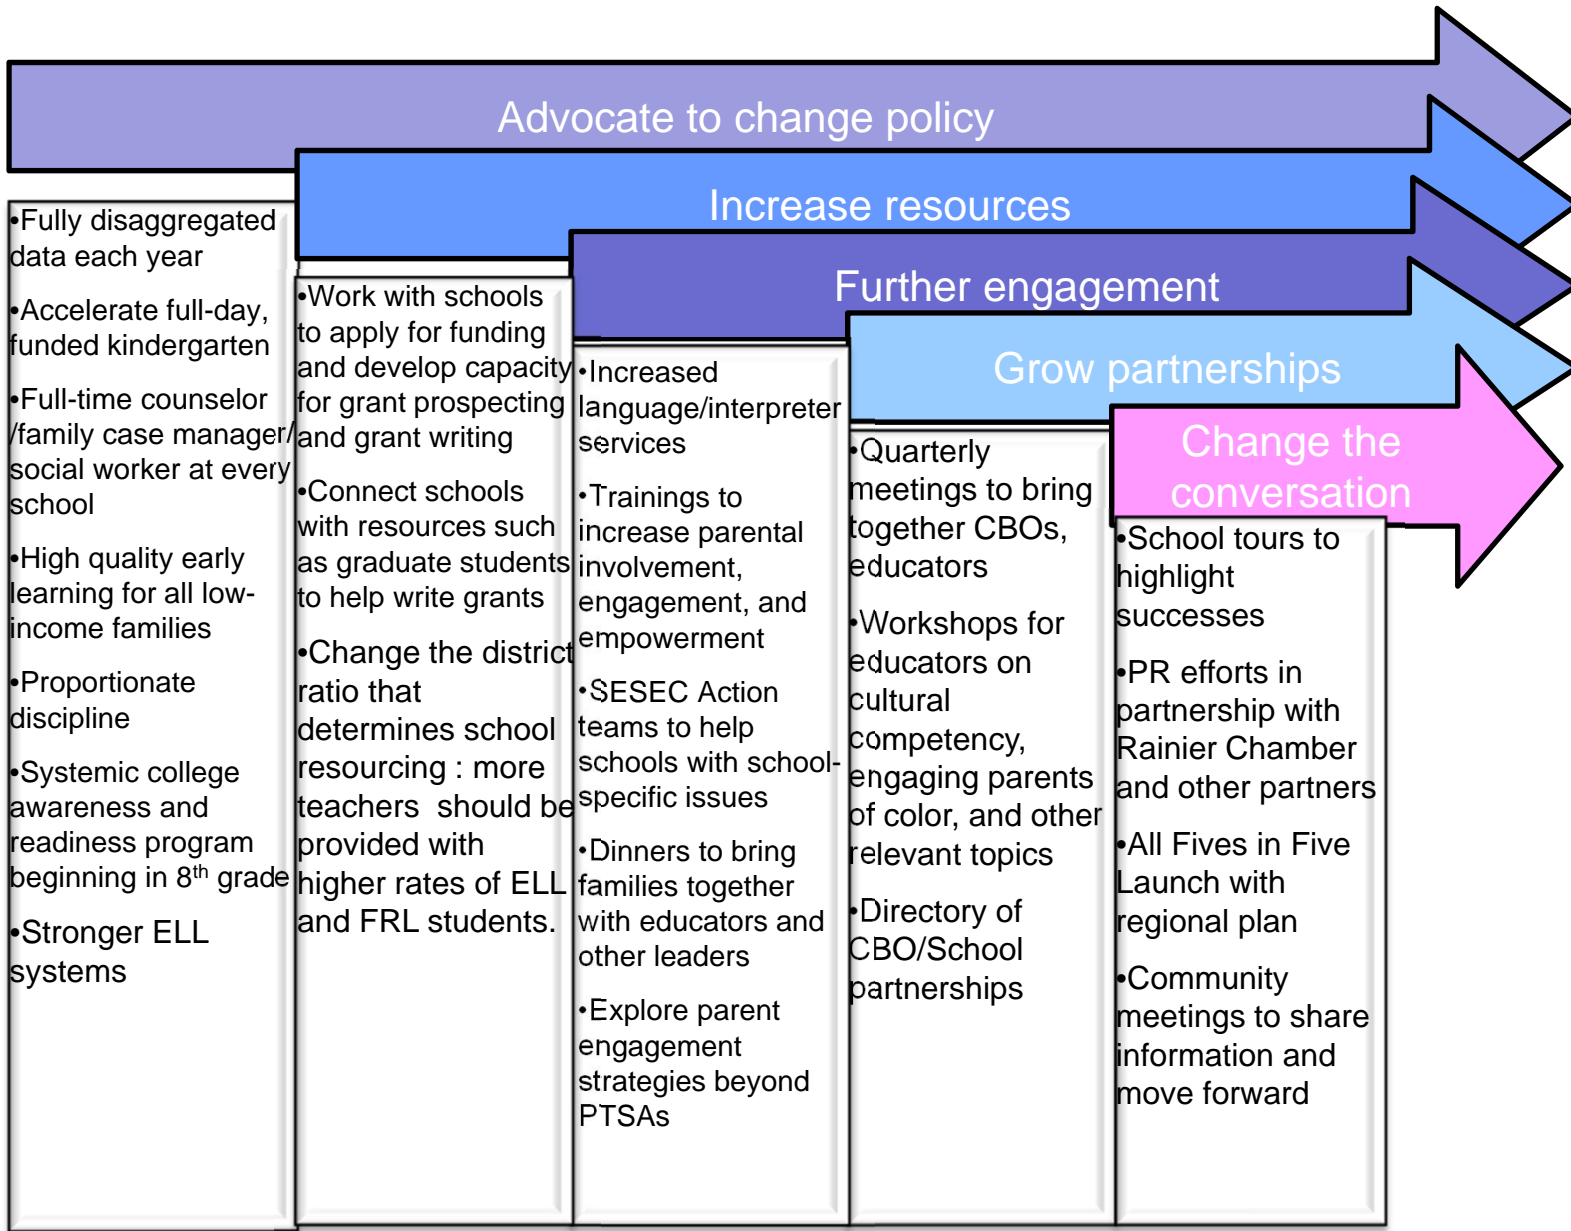 Advocate to change policy
Increase resources
Further engagement
Grow partnerships
Change the
conversation
•Fully disaggregated
data each year
•Accelerate full-day,
funded kindergarten
•Full-time counselor
/family case manager/
social worker at every
school
•High quality early
learning for all low-
income families
•Proportionate
discipline
•Systemic college
awareness and
readiness program
beginning in 8th grade
•Stronger ELL
systems
•Work with schools
to apply for funding
and develop capacity
for grant prospecting
and grant writing
•Connect schools
with resources such
as graduate students
to help write grants
•Change the district
ratio that
determines school
resourcing : more
teachers  should be
provided with
higher rates of ELL
and FRL students.
•Increased
language/interpreter
services
•Trainings to
increase parental
involvement,
engagement, and
empowerment
•SESEC Action
teams to help
schools with school-
specific issues
•Dinners to bring
families together
with educators and
other leaders
•Explore parent
engagement
strategies beyond
PTSAs
•Quarterly
meetings to bring
together CBOs,
educators
•Workshops for
educators on
cultural
competency,
engaging parents
of color, and other
relevant topics
•Directory of
CBO/School
partnerships
•School tours to
highlight
successes
•PR efforts in
partnership with
Rainier Chamber
and other partners
•All Fives in Five
Launch with
regional plan
•Community
meetings to share
information and
move forward